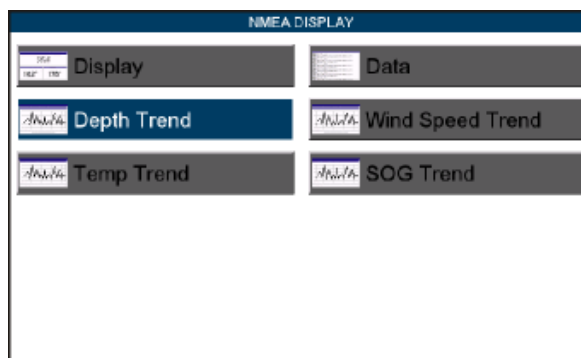 NMEA DISPLAY
Display
Data
Depth Trend
Wind Speed Trend
Temp Trend
SOG Trend